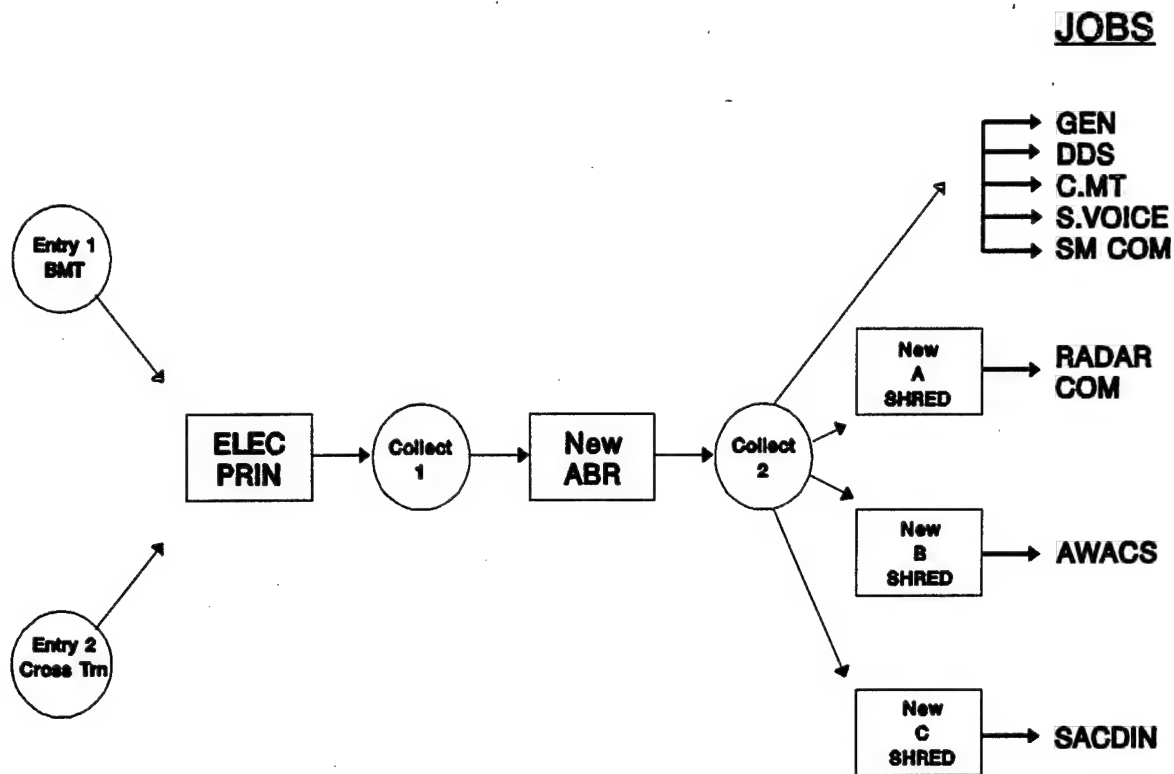 JOBS
GEN
DDS
C.MT
S.VOICE
SM COM
Entry 1
BMT
New
A
SHRED
RADAR
COM
ELEC
PRIN
Collect
1
New
ABR
Collect
2
New
B
SHRED
AWACS
Entry 2
Cross Trn
New
C
SHRED
SACDIN